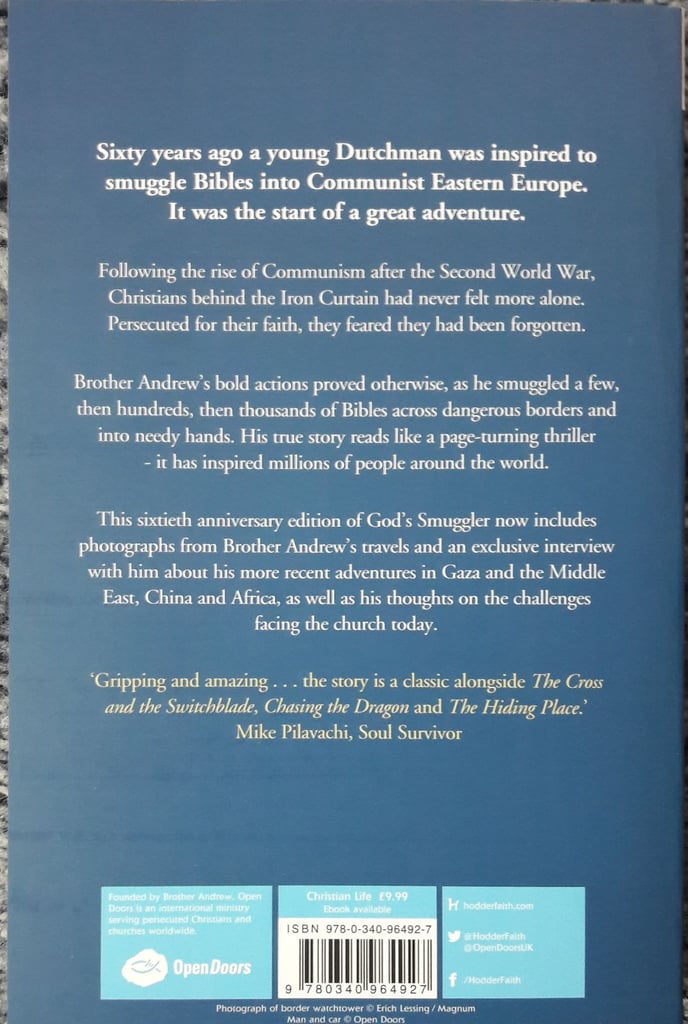 Sixty years ago a young Dutchman was inspired to
smuggle Bibles into Communist Eastern Europe.
It was the start of a great adventure.
Following the rise of Communism after the Second World War,
Christians behind the Iron Curtain had never felt more alone.
Persecuted for their faith, they feared they had been forgotten.
Brother Andrew's bold actions proved otherwise, as he smuggled a few,
then hundreds, then thousands of Bibles across dangerous borders and
into needy hands. His true story reads like a page-turning thriller
- it has inspired millions of people around the world.
This sixtieth anniversary edition of God's Smuggler now includes
photographs from Brother Andrew's travels and an exclusive interview
with him about his more recent adventures in Gaza and the Middle
East, China and Africa, as well as his thoughts on the challenges
facing the church today.
'Gripping and amazing . . . the story is a classic alongside The Cross
and the Switchblade, Chasing the Dragon and The Hiding Place.'
Mike Pilavachi, Soul Survivor
Founded by Brother Andrew, Open
Doors is an international ministry
serving persecuted Christians and
churches worldwide.
OpenDoors
Christian Life £9.99
Ebook available
ISBN 978-0-340-96492-7
9 780340 964927
hodderfaith.com
@HodderFaith
@OpenDoorsUK
/HodderFaith
Photograph of border watchtower © Erich Lessing / Magnum
Man and car © Open Doors